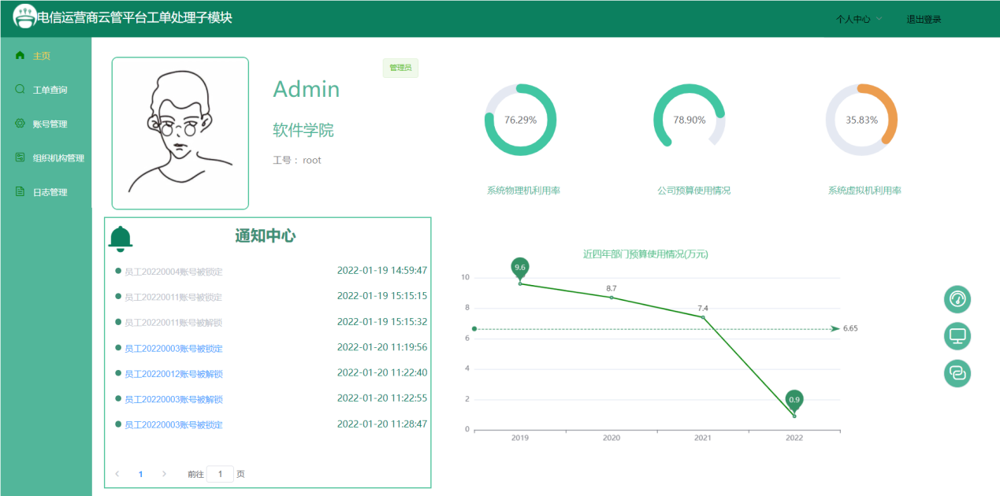 电信运营商云管平台工单处理子模块
个人中心
退出登录
主页
工单查询
账号管理
组织机构管理
日志管理
管理员
Admin
软件学院
工号： root
76.29%
78.90%
35.83%
系统物理机利用率
公司预算使用情况
系统虚拟机利用率
通知中心
员工20220004账号被锁定 2022-01-19 14:59:47
员工20220011账号被锁定 2022-01-19 15:15:15
员工20220011账号被解锁 2022-01-19 15:15:32
员工20220003账号被锁定 2022-01-20 11:19:56
员工20220012账号被解锁 2022-01-20 11:22:40
员工20220003账号被解锁 2022-01-20 11:22:55
员工20220003账号被锁定 2022-01-20 11:28:47
1 前往 1 页
近四年部门预算使用情况(万元)
10
8
6
4
2
0
9.6
8.7
7.4
0.9
6.65
2019 2020 2021 2022